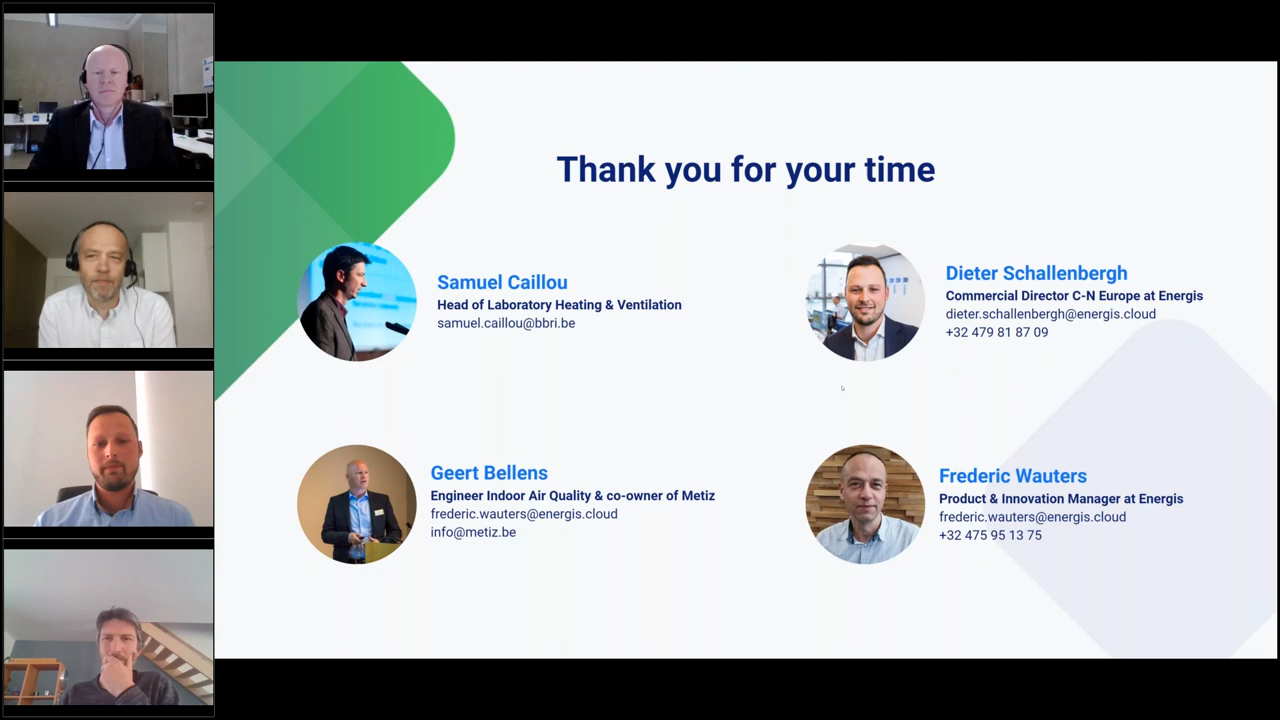 Thank you for your time
Samuel Caillou
Head of Laboratory Heating & Ventilation
samuel.caillou@bbri.be
Dieter Schallenbergh
Commercial Director C-N Europe at Energis
dieter.schallenbergh@energis.cloud
+32 479 81 87 09
Geert Bellens
Engineer Indoor Air Quality & co-owner of Metiz
frederic.wauters@energis.cloud
info@metiz.be
Frederic Wauters
Product & Innovation Manager at Energis
frederic.wauters@energis.cloud
+32 475 95 13 75